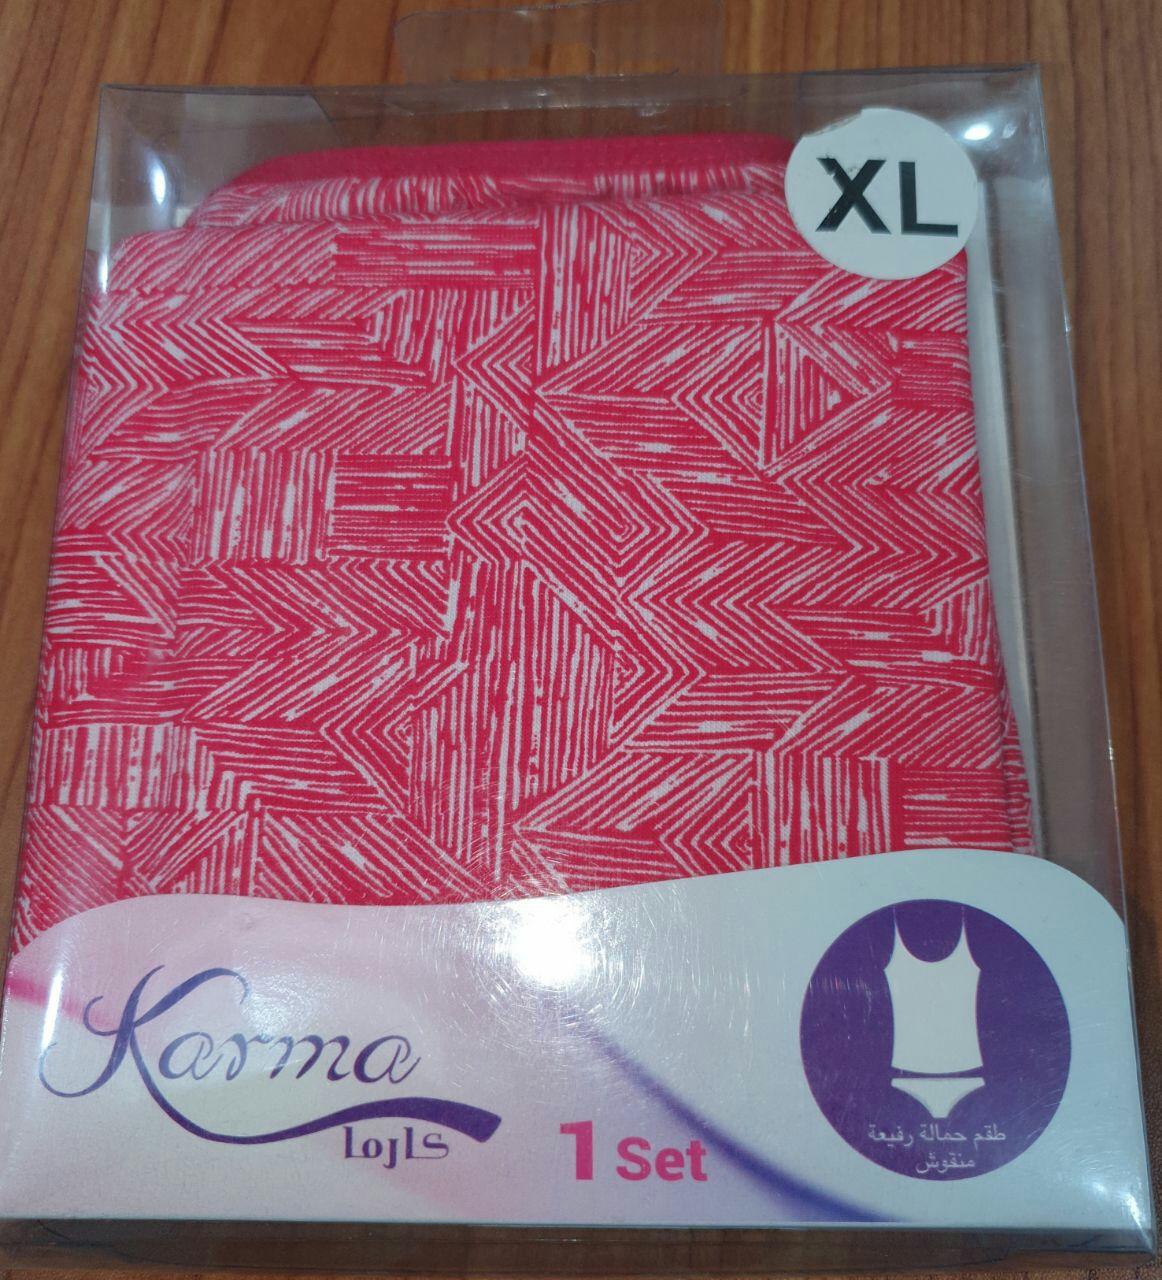 XL
Karma
كارما
1 Set
طقم حمالة رفيعة
منقوش